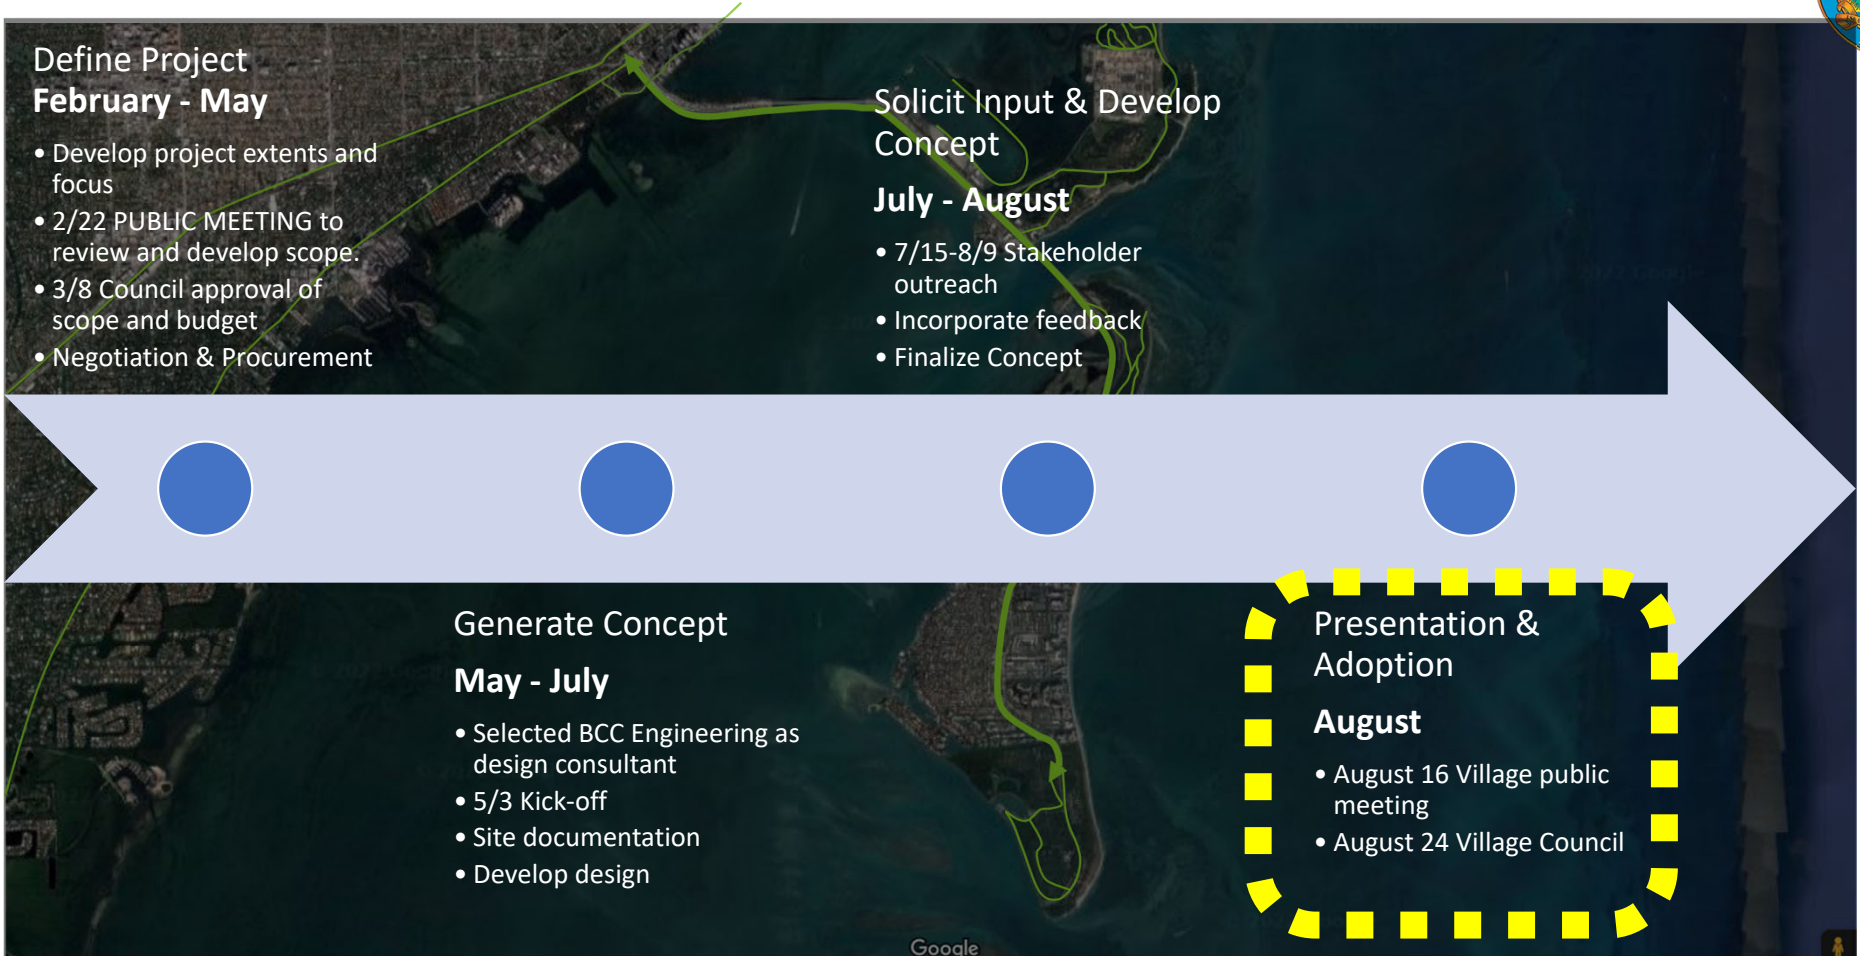 Define Project
February - May
• Develop project extents and
focus
• 2/22 PUBLIC MEETING to
review and develop scope.
• 3/8 Council approval of
scope and budget
• Negotiation & Procurement
Generate Concept
May - July
• Selected BCC Engineering as
design consultant
• 5/3 Kick-off
• Site documentation
• Develop design
Solicit Input & Develop
Concept
July - August
• 7/15-8/9 Stakeholder
outreach
• Incorporate feedback
• Finalize Concept
Presentation &
Adoption
August
• August 16 Village public
meeting
• August 24 Village Council
Google